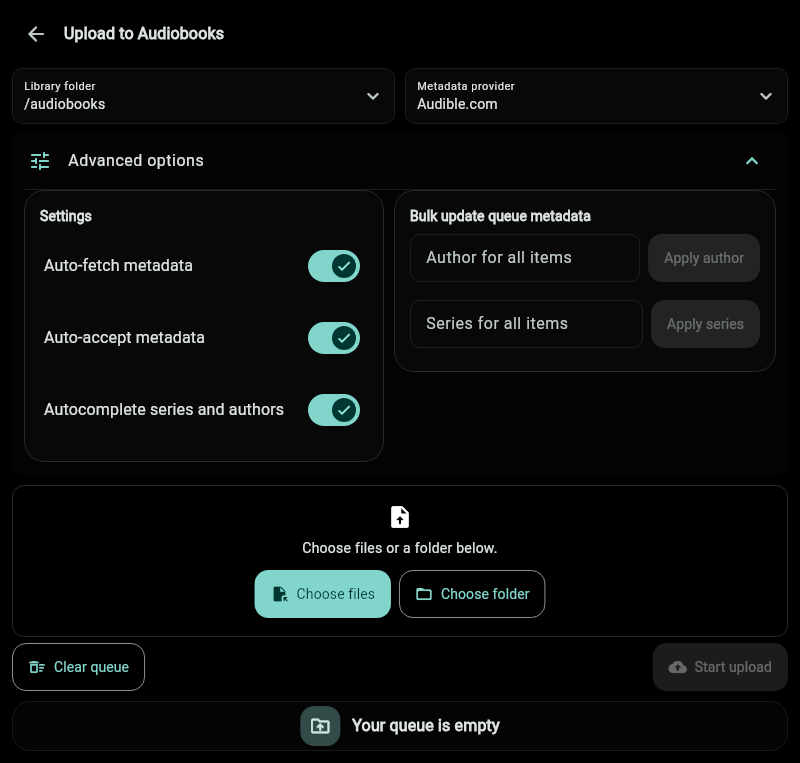 Upload to Audiobooks
Library folder
/audiobooks
Metadata provider
Audible.com
Advanced options
Settings
Auto-fetch metadata
Auto-accept metadata
Autocomplete series and authors
Bulk update queue metadata
Author for all items
Apply author
Series for all items
Apply series
Choose files or a folder below.
Choose files
Choose folder
Clear queue
Start upload
Your queue is empty